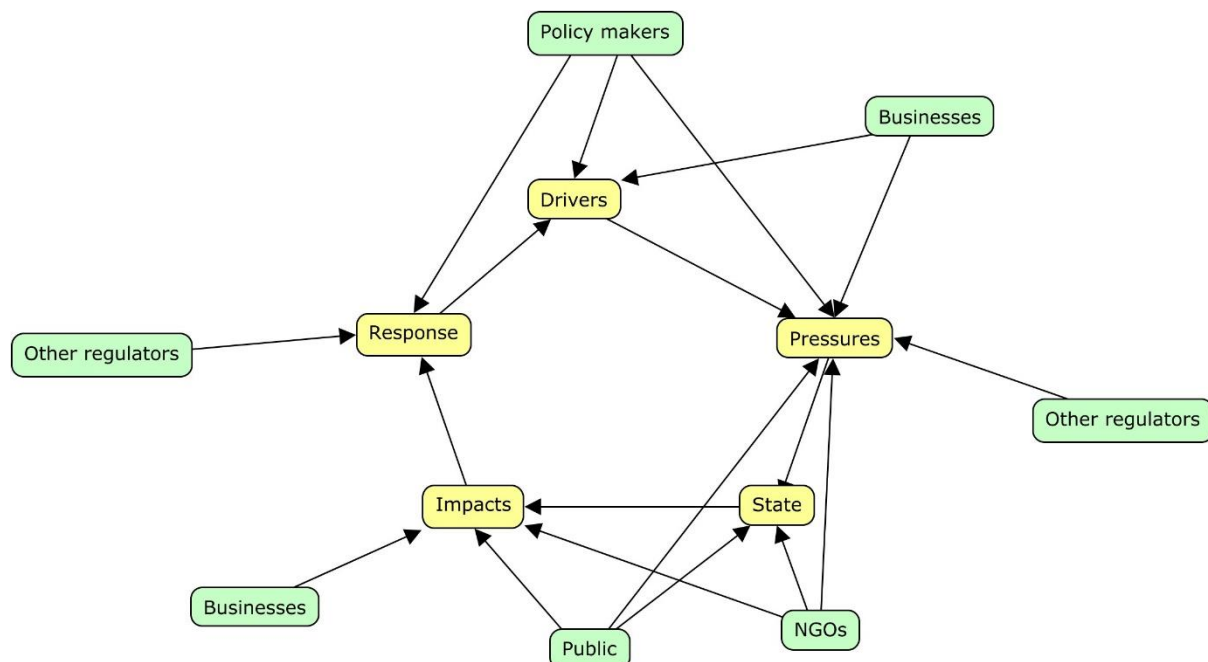 Policy makers
Businesses
Drivers
Response
Pressures
Other regulators
Other regulators
Impacts
State
Businesses
Public
NGOs